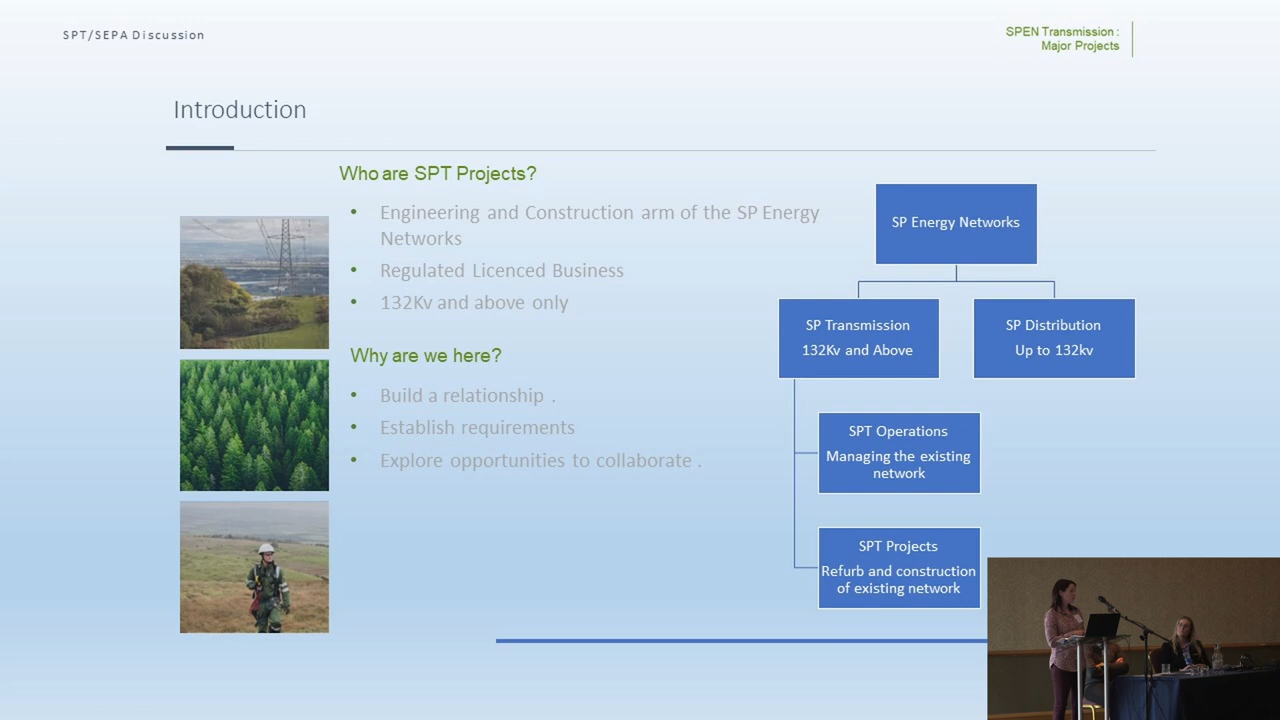 SPT/SEPA Discussion
SPEN Transmission :
Major Projects
Introduction
Who are SPT Projects?
• Engineering and Construction arm of the SP Energy
Networks
• Regulated Licenced Business
• 132Kv and above only
Why are we here?
• Build a relationship .
• Establish requirements
• Explore opportunities to collaborate .
SP Energy Networks
SP Transmission
132Kv and Above
SP Distribution
Up to 132kv
SPT Operations
Managing the existing
network
SPT Projects
Refurb and construction
of existing network